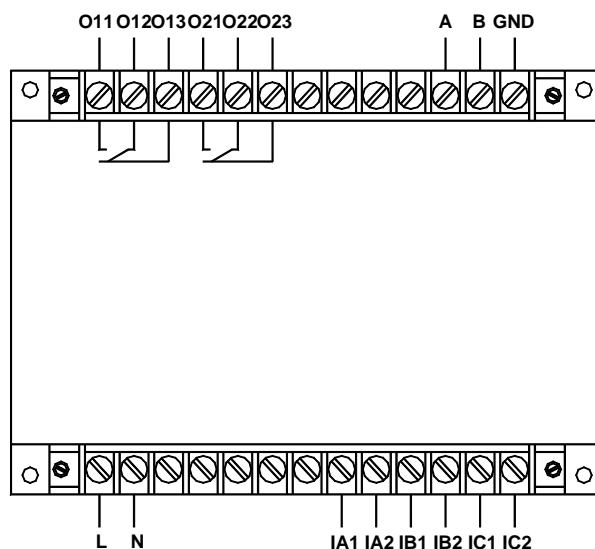 O11 O12 O13 O21 O22 O23 A B GND
L N IA1 IA2 IB1 IB2 IC1 IC2